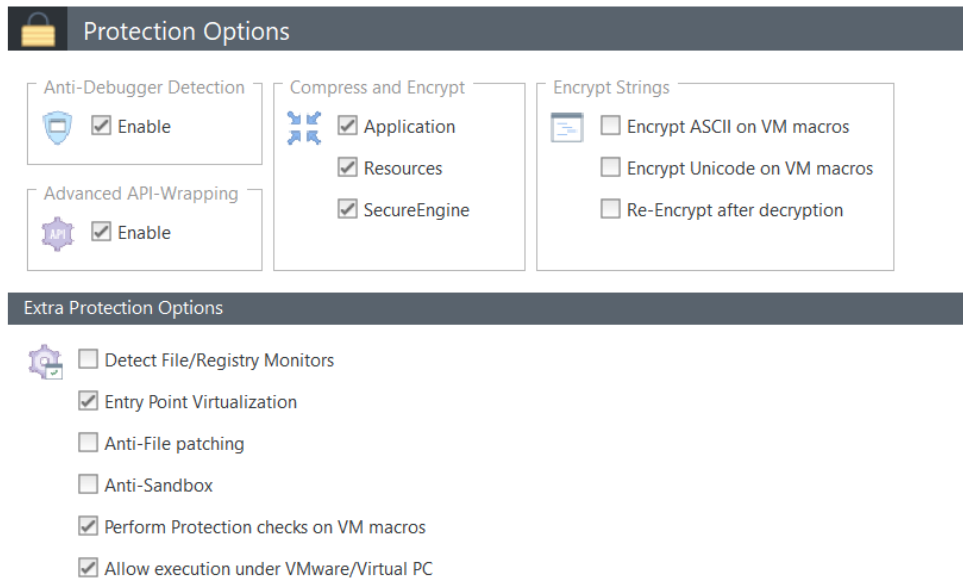 Protection Options
Anti-Debugger Detection
Enable
Advanced API-Wrapping
API
Enable
Compress and Encrypt
Application
Resources
SecureEngine
Encrypt Strings
Encrypt ASCII on VM macros
Encrypt Unicode on VM macros
Re-Encrypt after decryption
Extra Protection Options
Detect File/Registry Monitors
Entry Point Virtualization
Anti-File patching
Anti-Sandbox
Perform Protection checks on VM macros
Allow execution under VMware/Virtual PC